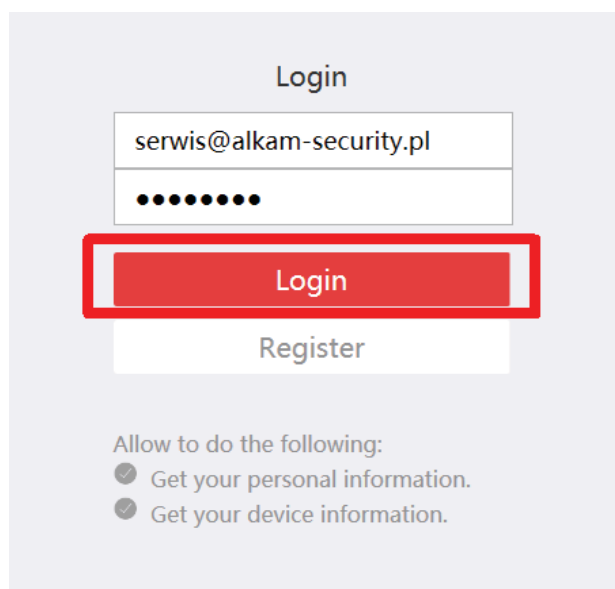 Login
serwis@alkam-security.pl
●●●●●●●●
Login
Register
Allow to do the following:
Get your personal information.
Get your device information.